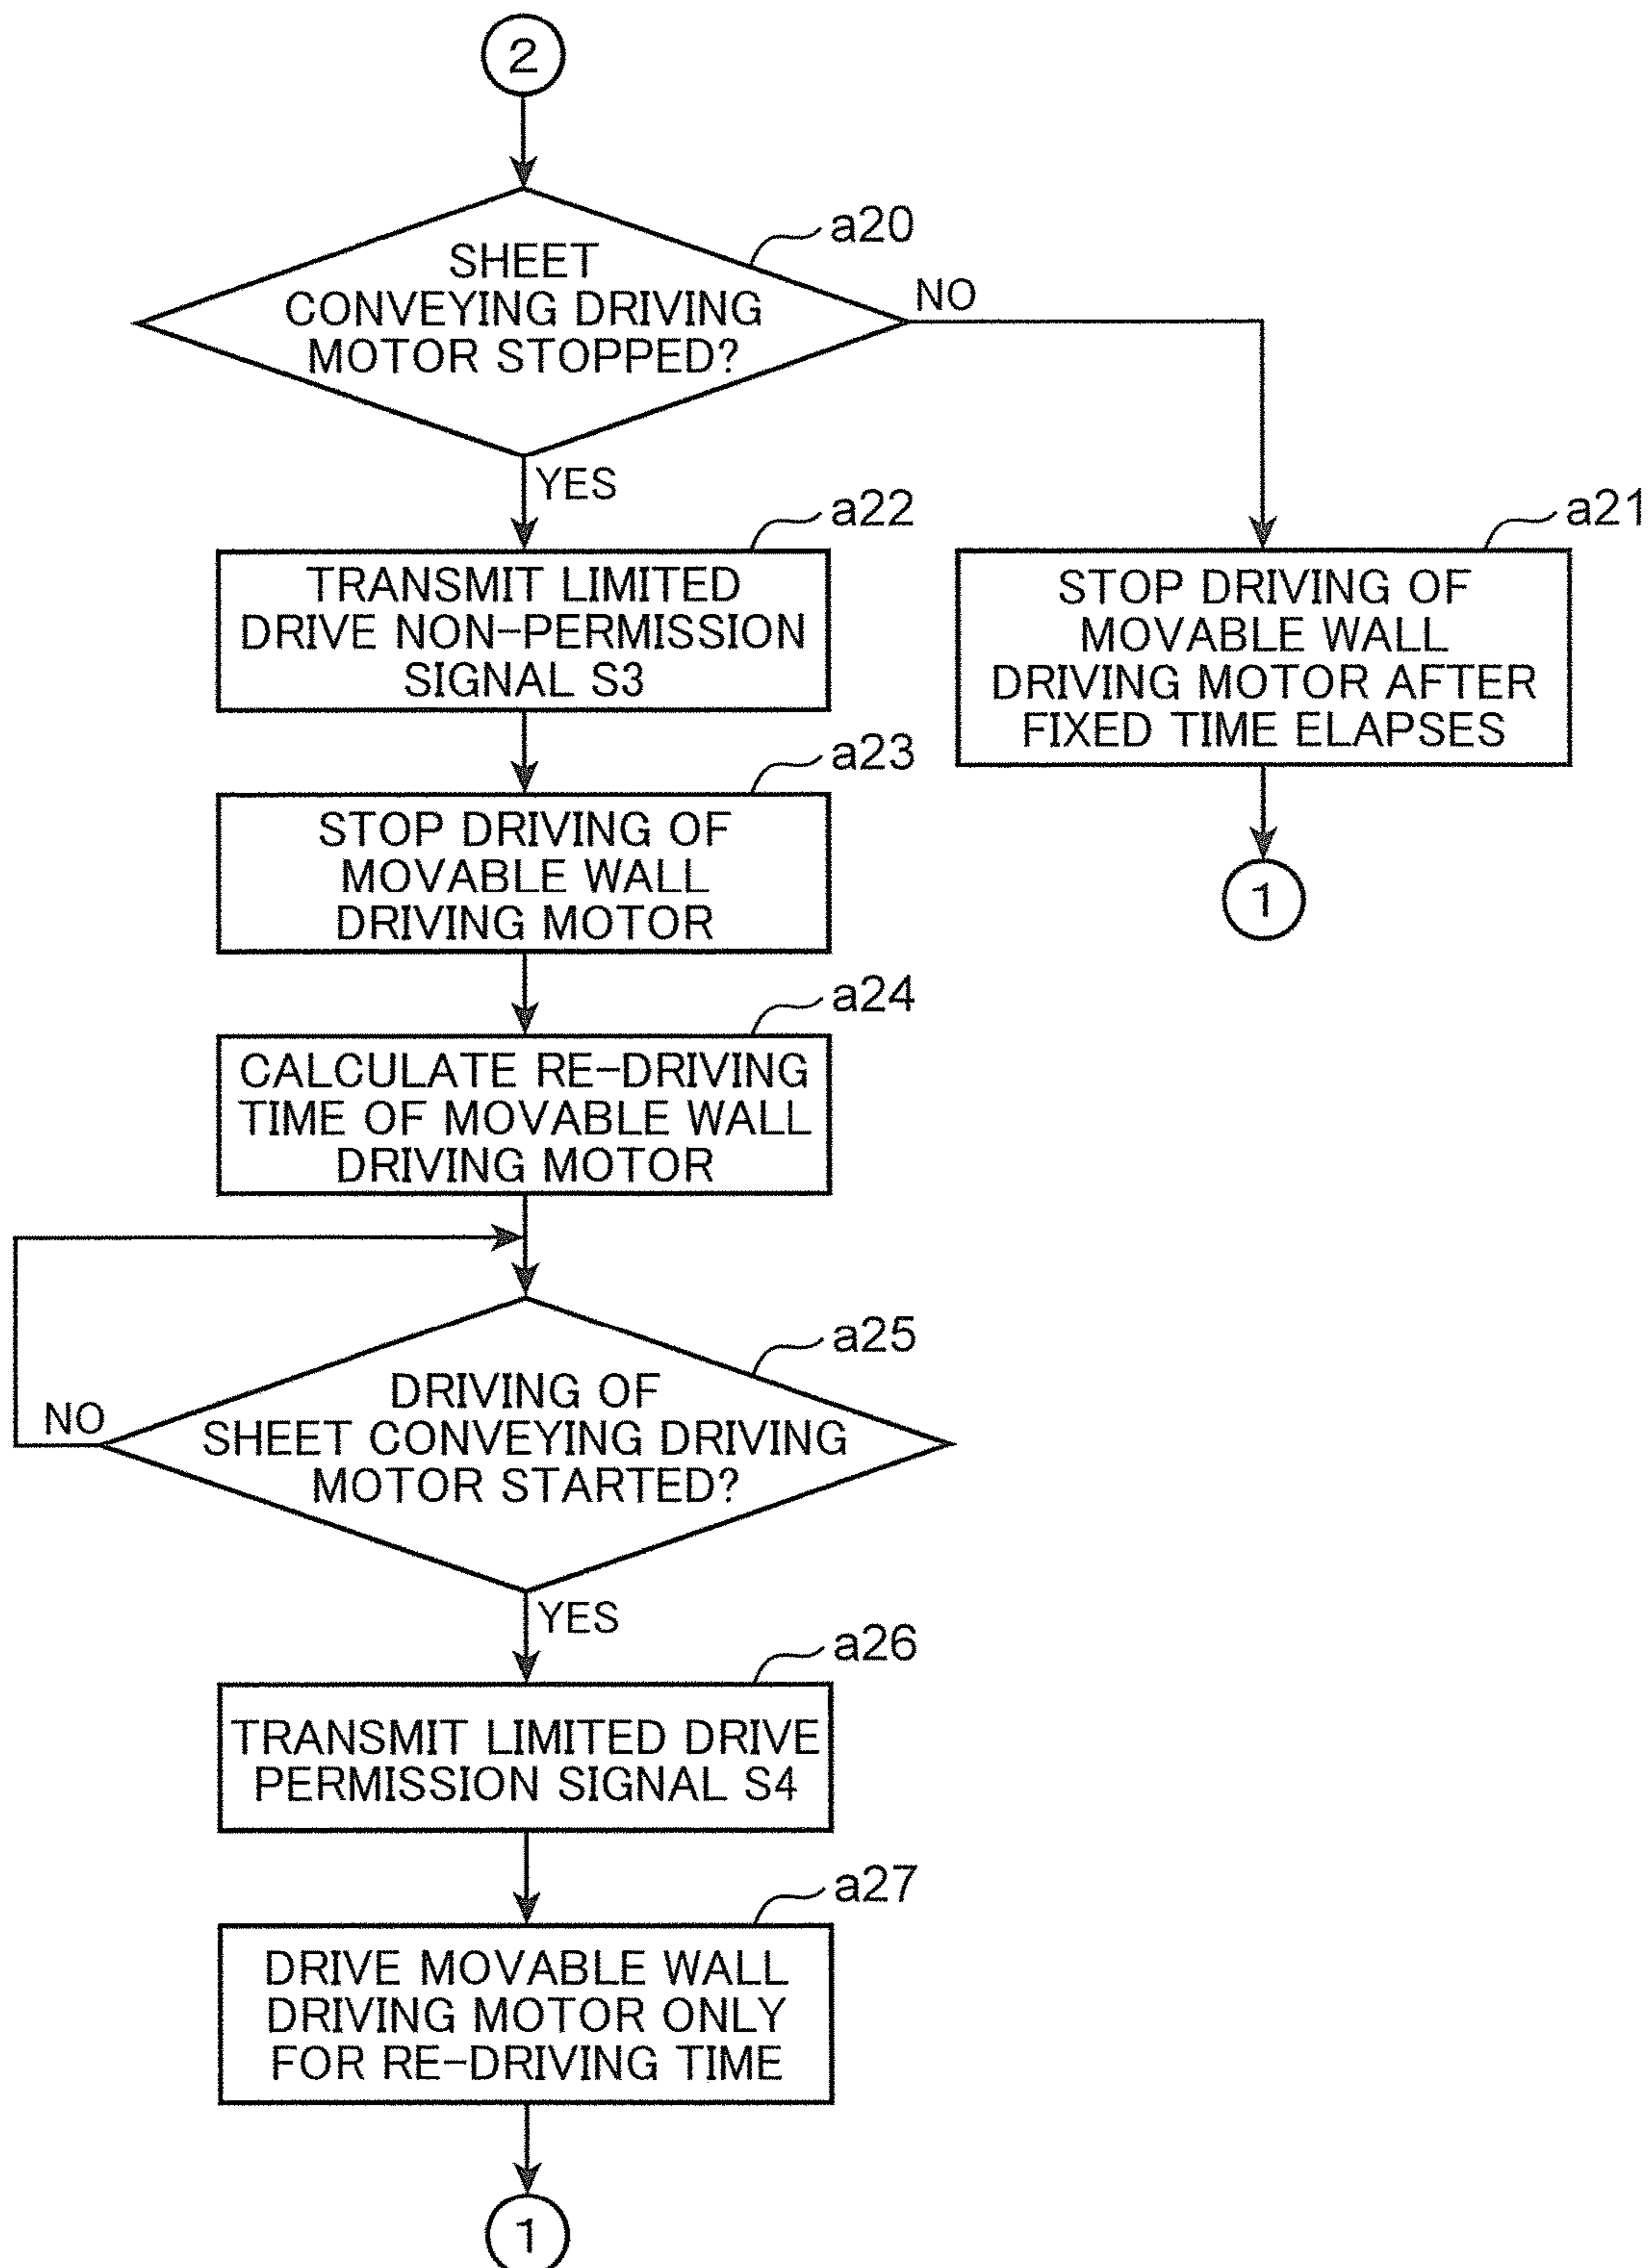 2
a20
SHEET
CONVEYING DRIVING
MOTOR STOPPED?
NO
YES
a22
TRANSMIT LIMITED
DRIVE NON-PERMISSION
SIGNAL S3
a21
STOP DRIVING OF
MOVABLE WALL
DRIVING MOTOR AFTER
FIXED TIME ELAPSES
1
a23
STOP DRIVING OF
MOVABLE WALL
DRIVING MOTOR
a24
CALCULATE RE-DRIVING
TIME OF MOVABLE WALL
DRIVING MOTOR
a25
DRIVING OF
SHEET CONVEYING DRIVING
MOTOR STARTED?
NO
YES
a26
TRANSMIT LIMITED DRIVE
PERMISSION SIGNAL S4
a27
DRIVE MOVABLE WALL
DRIVING MOTOR ONLY
FOR RE-DRIVING TIME
1